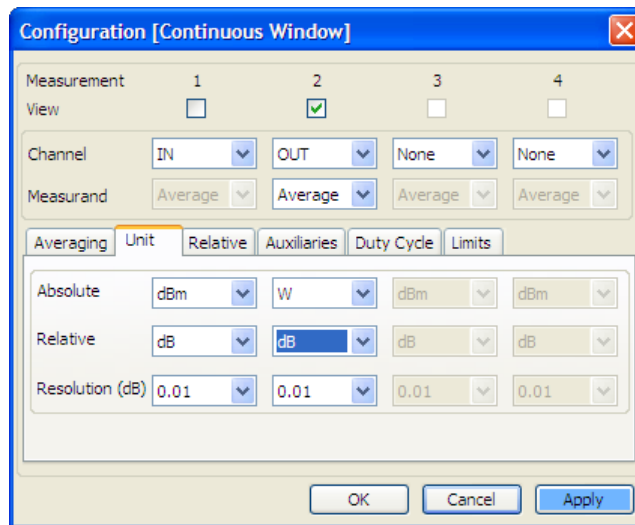 Configuration [Continuous Window]
Measurement 1 2 3 4
View
Channel IN OUT None None
Measurand Average Average Average Average
Averaging Unit Relative Auxiliaries Duty Cycle Limits
Absolute dBm W dBm dBm
Relative dB dB dB dB
Resolution (dB) 0.01 0.01 0.01 0.01
OK Cancel Apply